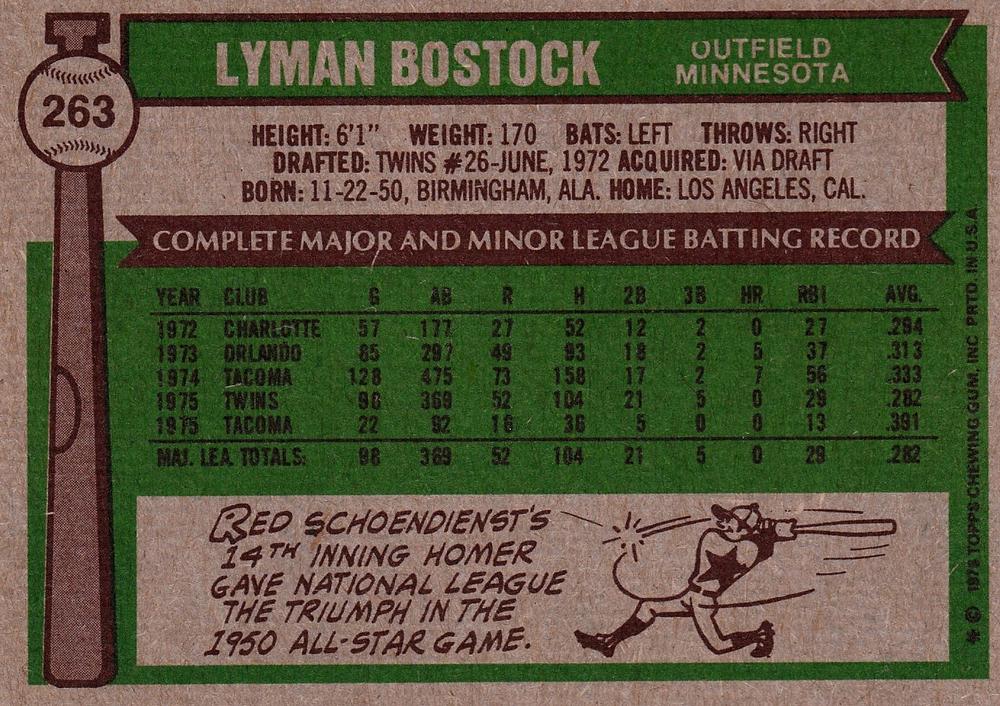 263
LYMAN BOSTOCK
OUTFIELD
MINNESOTA
HEIGHT: 6'1" WEIGHT: 170 BATS: LEFT THROWS: RIGHT
DRAFTED: TWINS #26-JUNE, 1972 ACQUIRED: VIA DRAFT
BORN: 11-22-50, BIRMINGHAM, ALA. HOME: LOS ANGELES, CAL.
COMPLETE MAJOR AND MINOR LEAGUE BATTING RECORD
YEAR CLUB G AB R H 2B 3B HR RBI AVG.
1972 CHARLOTTE 57 177 27 52 12 2 0 27 .294
1973 ORLANDO 85 297 49 93 18 2 5 37 .313
1974 TACOMA 128 475 73 158 17 2 7 56 .333
1975 TWINS 98 369 52 104 21 5 0 29 .282
1975 TACOMA 22 92 16 36 5 0 0 13 .391
MAJ. LEA. TOTALS: 98 369 52 104 21 5 0 29 .282
RED SCHOENDIENST'S
14TH INNING HOMER
GAVE NATIONAL LEAGUE
THE TRIUMPH IN THE
1950 ALL-STAR GAME.
* © 1976 TOPPS CHEWING GUM, INC. PRTD. IN U.S.A.